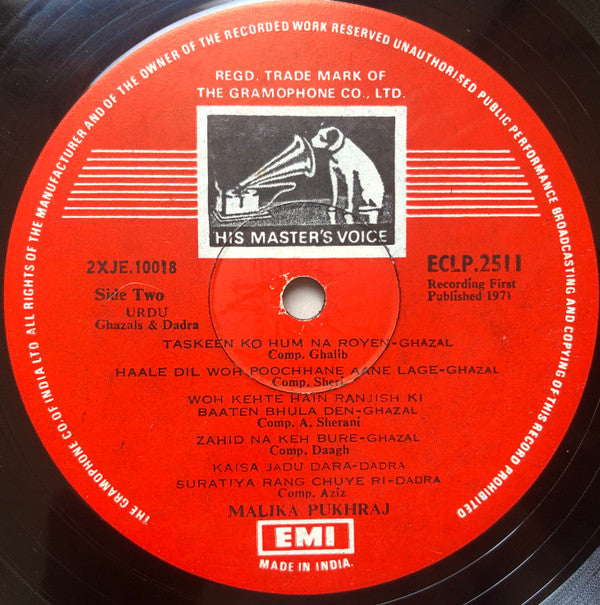 THE GRAMOPHONE CO. OF INDIA LTD ALL RIGHTS OF THE MANUFACTURER AND OF THE OWNER OF THE RECORDED WORK RESERVED UNAUTHORISED PUBLIC PERFORMANCE BROADCASTING AND COPYING OF THIS RECORD PROHIBITED
REGD. TRADE MARK OF
THE GRAMOPHONE CO., LTD.
HIS MASTER'S VOICE
2XJE.10018
ECLP.2511
Side Two
Recording First
URDU
Published 1971
Ghazals & Dadra
TASKEEN KO HUM NA ROYEN-GHAZAL
Comp. Ghalib
HAALE DIL WOH POOCHHANE AANE LAGE-GHAZAL
Comp. Sheri
WOH KEHTE HAIN RANJISH KI
BAATEN BHULA DEN-GHAZAL
Comp. A. Sherani
ZAHID NA KEH BURE-GHAZAL
Comp. Daagh
KAISA JADU DARA-DADRA
SURATIYA RANG CHUYE RI-DADRA
Comp. Aziz
MALIKA PUKHRAJ
EMI
MADE IN INDIA.